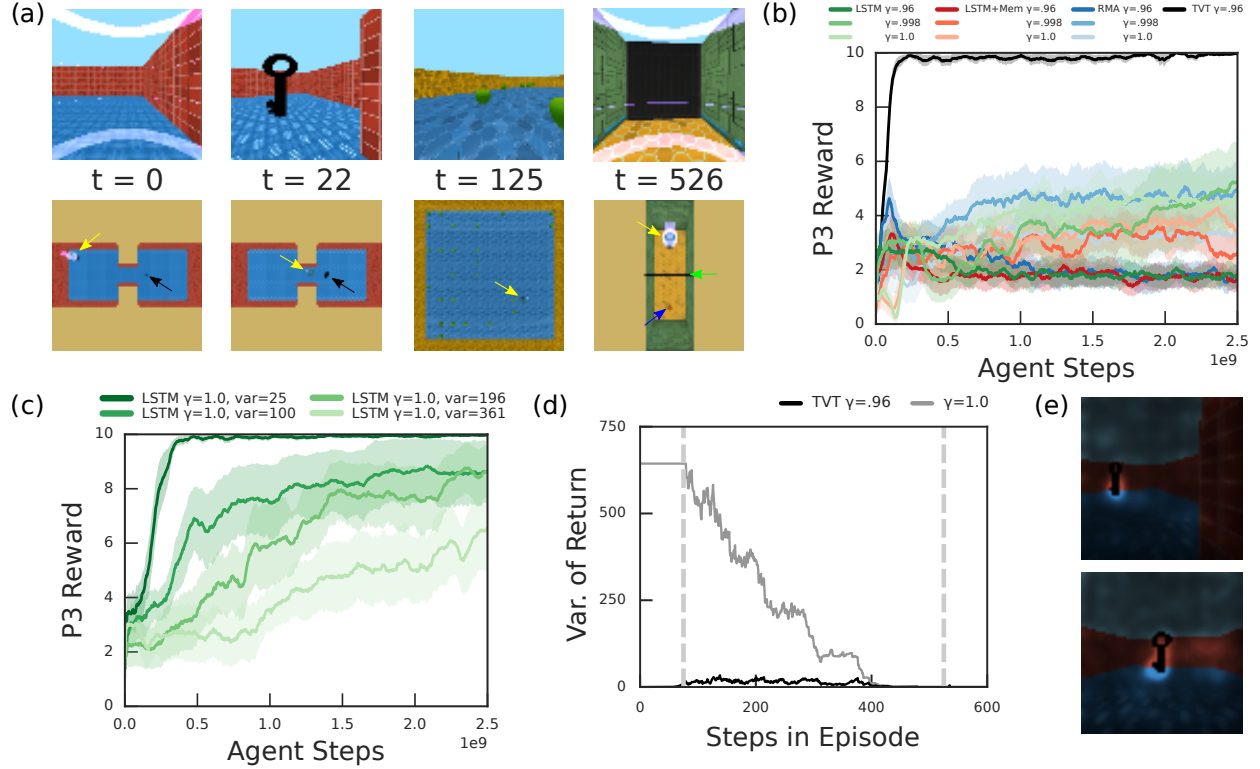 (a)
t = 0
t = 22
t = 125
t = 526
(b)
LSTM γ=.96 LSTM+Mem γ=.96 RMA γ=.96 TVT γ=.96
γ=.998 γ=.998 γ=.998
γ=1.0 γ=1.0 γ=1.0
10
8
6
4
2
0
P3 Reward
0.0 0.5 1.0 1.5 2.0 2.5
1e9
Agent Steps
(c)
LSTM γ=1.0, var=25 LSTM γ=1.0, var=196
LSTM γ=1.0, var=100 LSTM γ=1.0, var=361
10
8
6
4
2
0
P3 Reward
0.0 0.5 1.0 1.5 2.0 2.5
1e9
Agent Steps
(d)
TVT γ=.96 γ=1.0
750
500
250
0
Var. of Return
0 200 400 600
Steps in Episode
(e)